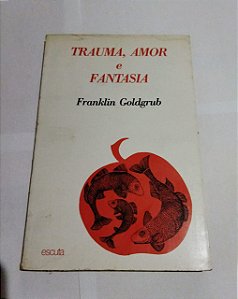 TRAUMA, AMOR
e
FANTASIA
Franklin Goldgrub
escuta